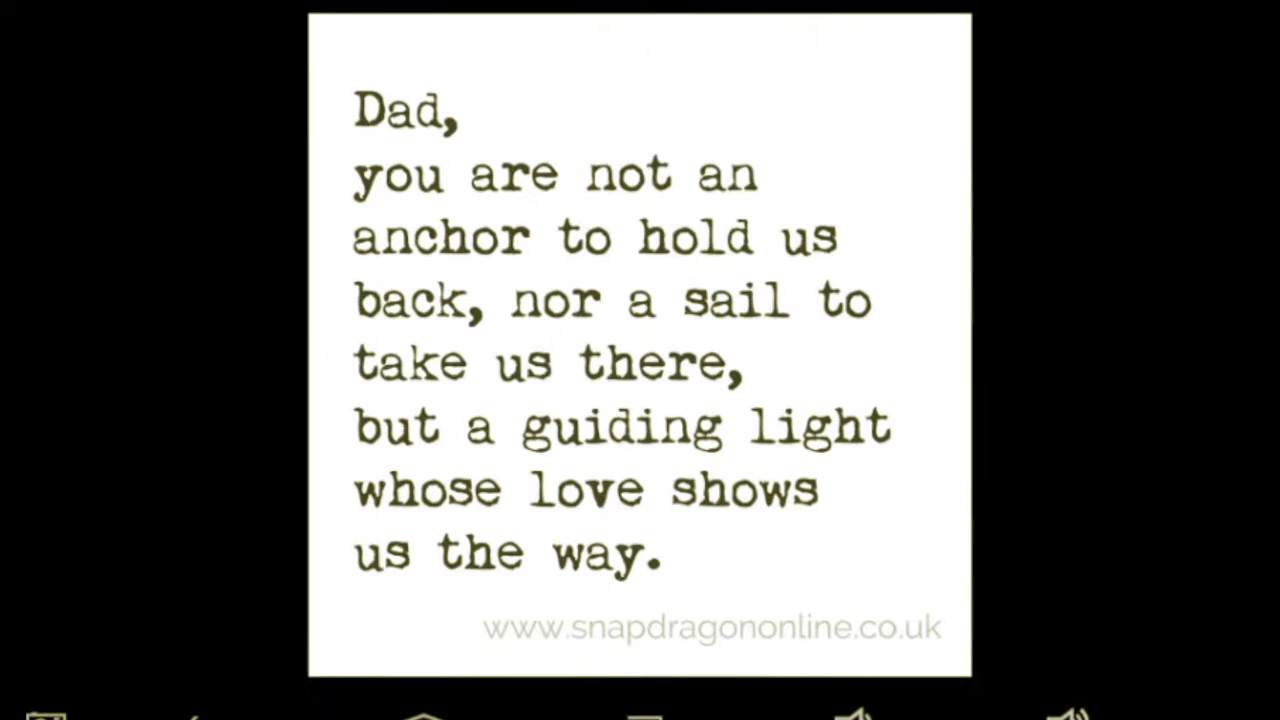 Dad,
you are not an
anchor to hold us
back, nor a sail to
take us there,
but a guiding light
whose love shows
us the way.
www.snapdragononline.co.uk